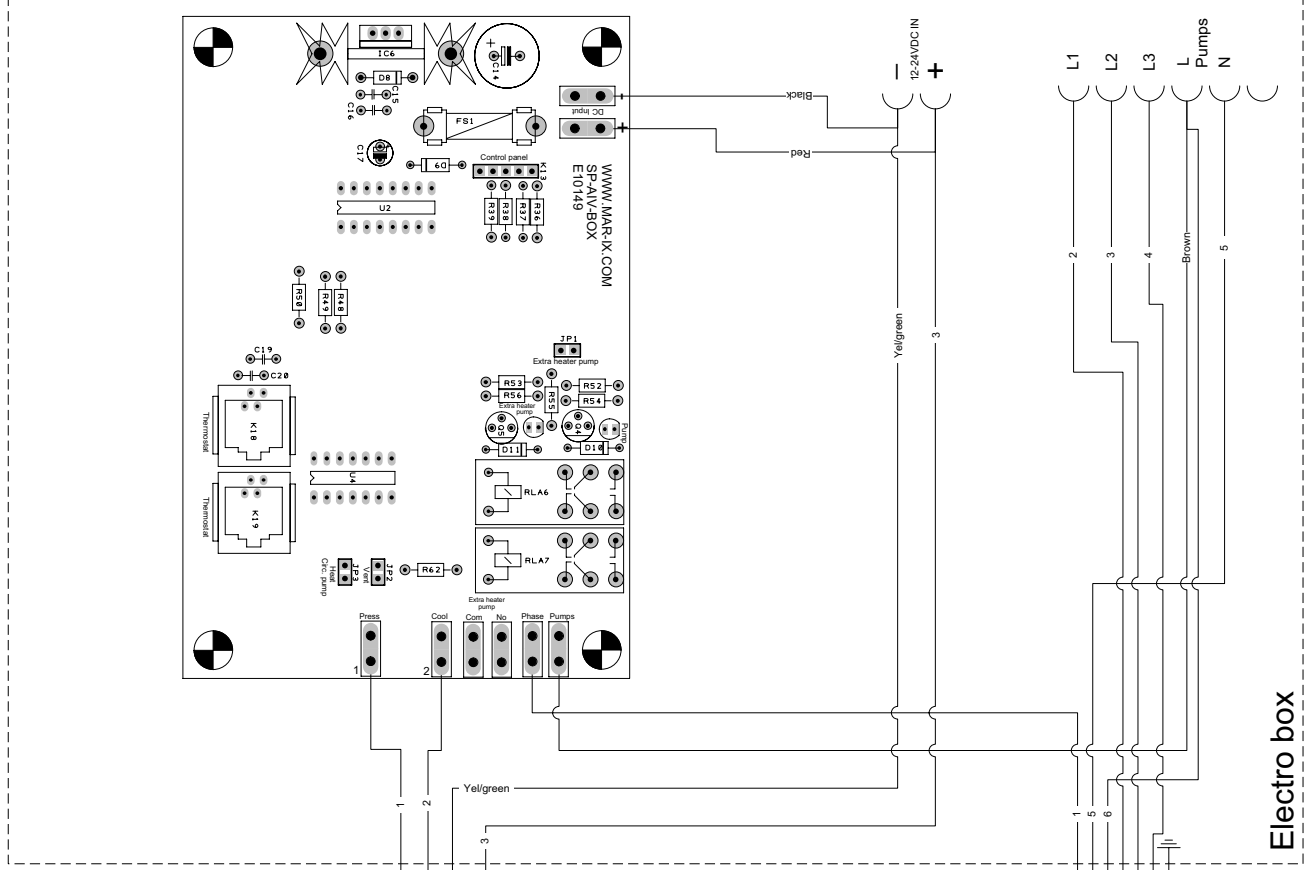 IC6
C14
+
D8
C15
C16
FS1
-
DC Input
+
C17
D9
Control panel
K13
U2
R39
R38
R37
R36
WWW.MAR-IX.COM
SP-AIV-BOX
E10149
R50
R49
R48
JP1
Extra heater pump
C19
C20
R53
R56
R55
R52
R54
Extra heater
pump
Q5
Q4
Pump
D11
D10
Thermostat
K18
Thermostat
K19
U4
RLA6
RLA7
JP3
Heat
Circ. pump
JP2
Vent
R62
Extra heater
pump
Press
Cool
Com
No
Phase
Pumps
1
2
Black
Red
–
12-24VDC IN
+
L1
L2
L3
L
Pumps
N
2
3
4
Brown
5
Yel/green
3
Yel/green
1
2
3
1
5
6
Electro box